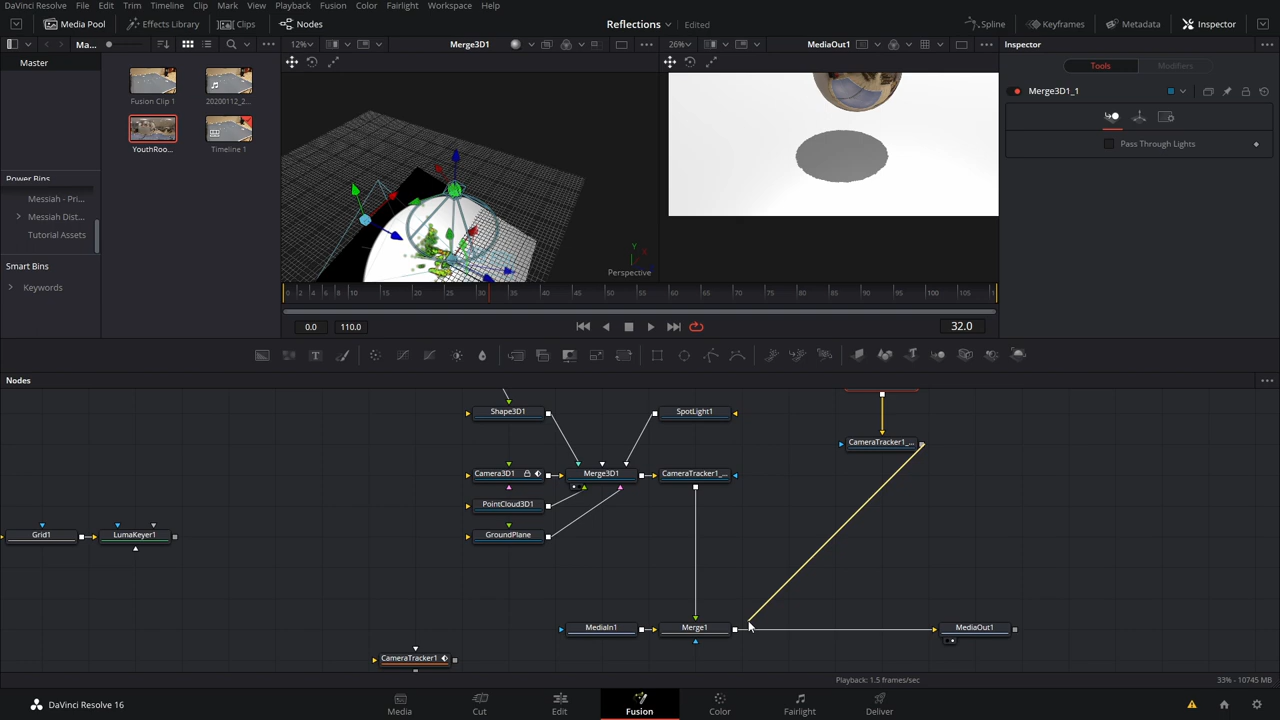 DaVinci Resolve File Edit Trim Timeline Clip Mark View Playback Fusion Color Fairlight Workspace Help
Media Pool Effects Library Clips Nodes Reflections Edited Spline Keyframes Metadata Inspector
Ma... 12% Merge3D1 26% MediaOut1 Inspector
Master
Tools Modifiers
Merge3D1_1
Fusion Clip 1 20200112_2...
Pass Through Lights
YouthRoo... Timeline 1
Power Bins
Messiah - Pri...
Messiah Dist...
Tutorial Assets
Smart Bins
Keywords
Y
X
Perspective
0 2 4 6 8 10 15 20 25 30 35 40 45 50 55 60 65 70 75 80 85 90 95 100 105 1
0.0 110.0 32.0
Nodes
Shape3D1 SpotLight1
CameraTracker1_...
Camera3D1 Merge3D1 CameraTracker1_...
PointCloud3D1
Grid1 LumaKeyer1 GroundPlane
MediaIn1 Merge1 MediaOut1
CameraTracker1
Playback: 1.5 frames/sec 33% - 10745 MB
DaVinci Resolve 16 Media Cut Edit Fusion Color Fairlight Deliver